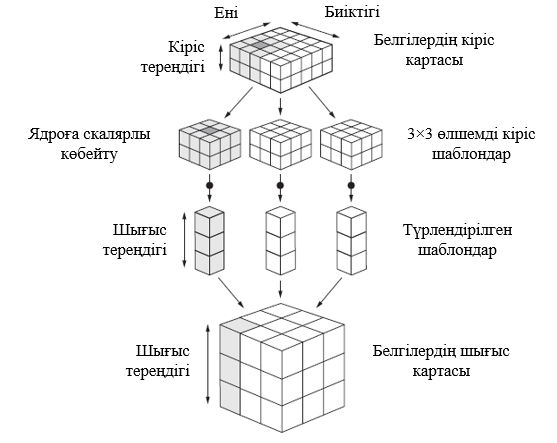 Ені
Биіктігі
Кіріс
тереңдігі
Белгілердің кіріс
картасы
Ядроға скалярлы
көбейту
3×3 өлшемді кіріс
шаблондар
Шығыс
тереңдігі
Түрлендірілген
шаблондар
Шығыс
тереңдігі
Белгілердің шығыс
картасы